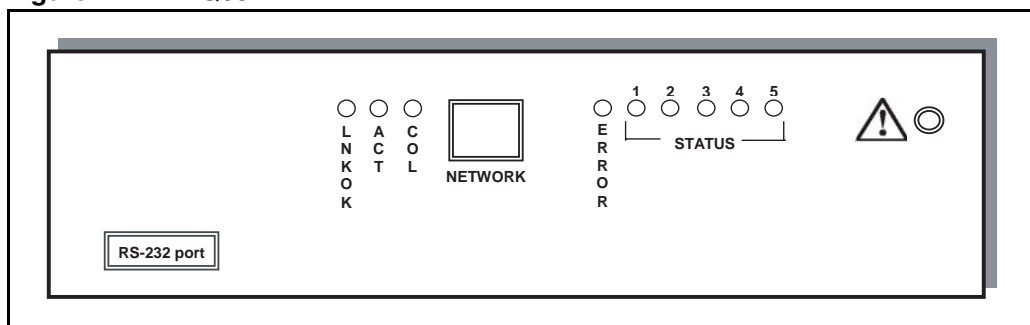 1 2 3 4 5
LNKOK
ACT
COL
NETWORK
ERROR
STATUS
RS-232 port